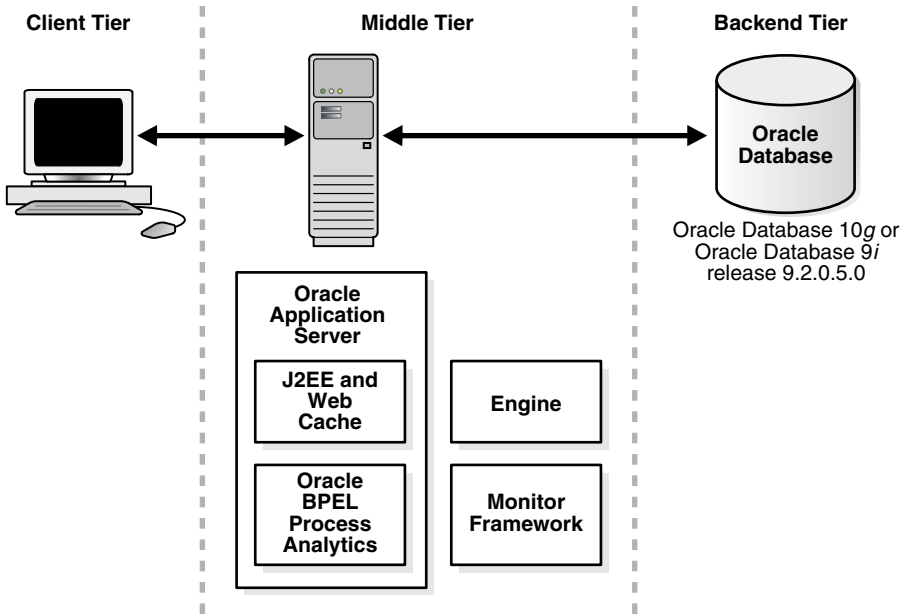 Client Tier
Middle Tier
Backend Tier
Oracle
Database
Oracle Database 10g or
Oracle Database 9i
release 9.2.0.5.0
Oracle
Application
Server
J2EE and
Web
Cache
Engine
Oracle
BPEL
Process
Analytics
Monitor
Framework